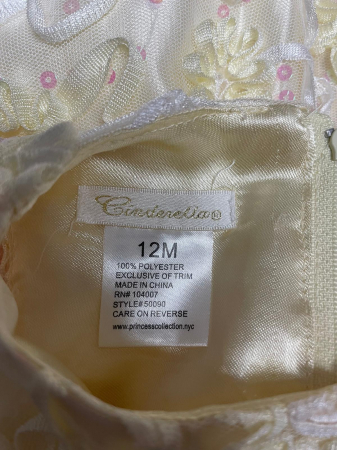 Cinderella®
12M
100% POLYESTER
EXCLUSIVE OF TRIM
MADE IN CHINA
RN# 104007
STYLE# 50090
CARE ON REVERSE
www.princesscollection.nyc